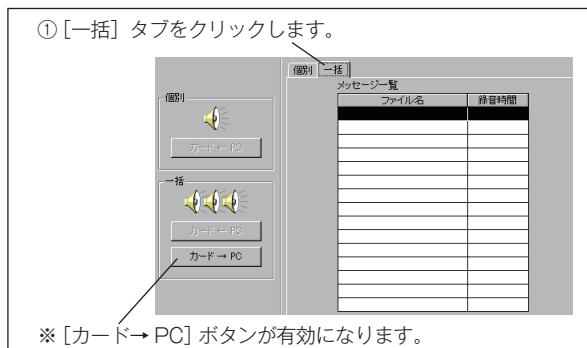 ① [一括] タブをクリックします。
個別 一括
メッセージ一覧
ファイル名 録音時間
個別
カード ← PC
一括
カード ← PC
カード → PC
※ [カード→ PC] ボタンが有効になります。